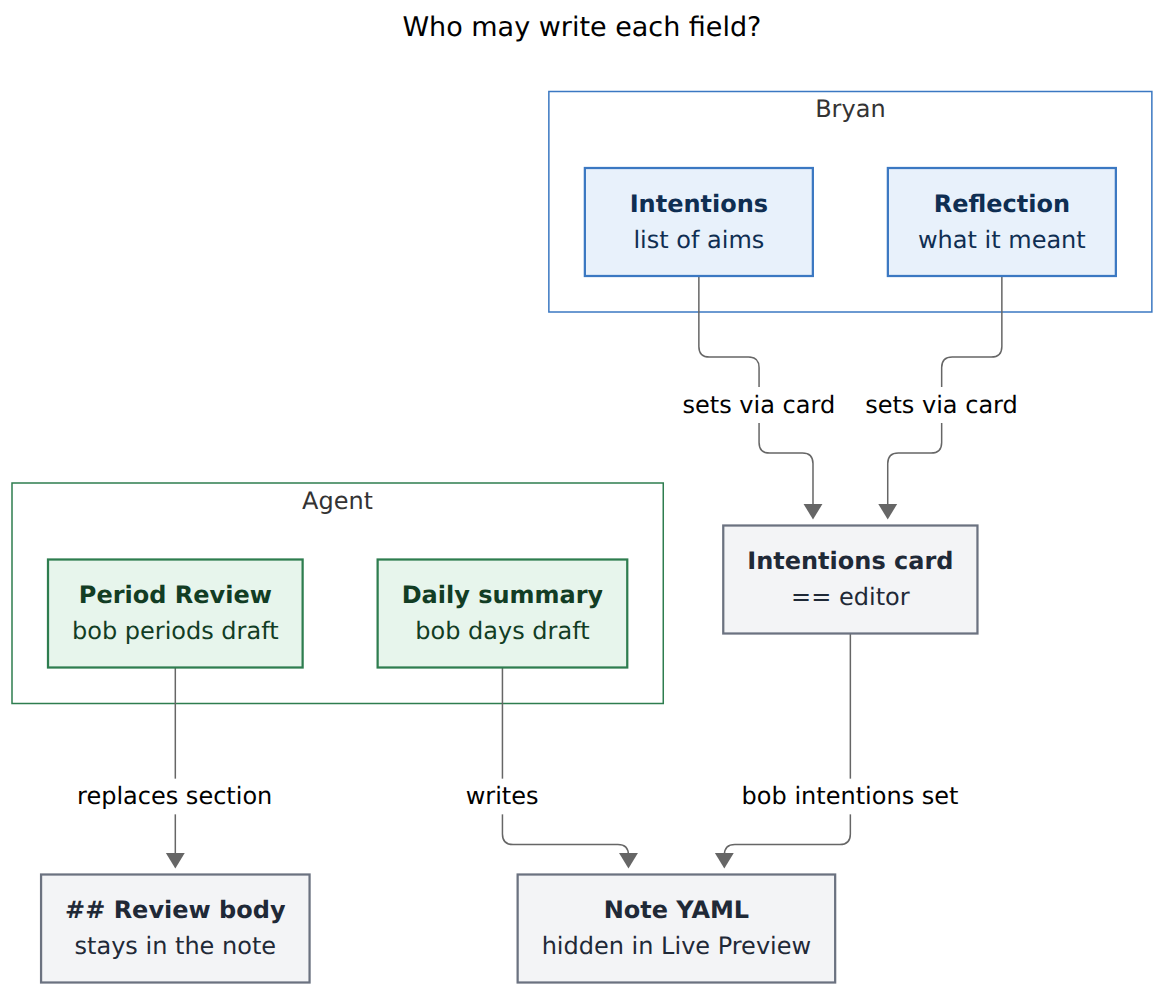 Who may write each field?
Bryan
Intentions
list of aims
Reflection
what it meant
sets via card
sets via card
Agent
Period Review
bob periods draft
Daily summary
bob days draft
Intentions card
== editor
replaces section
writes
bob intentions set
## Review body
stays in the note
Note YAML
hidden in Live Preview